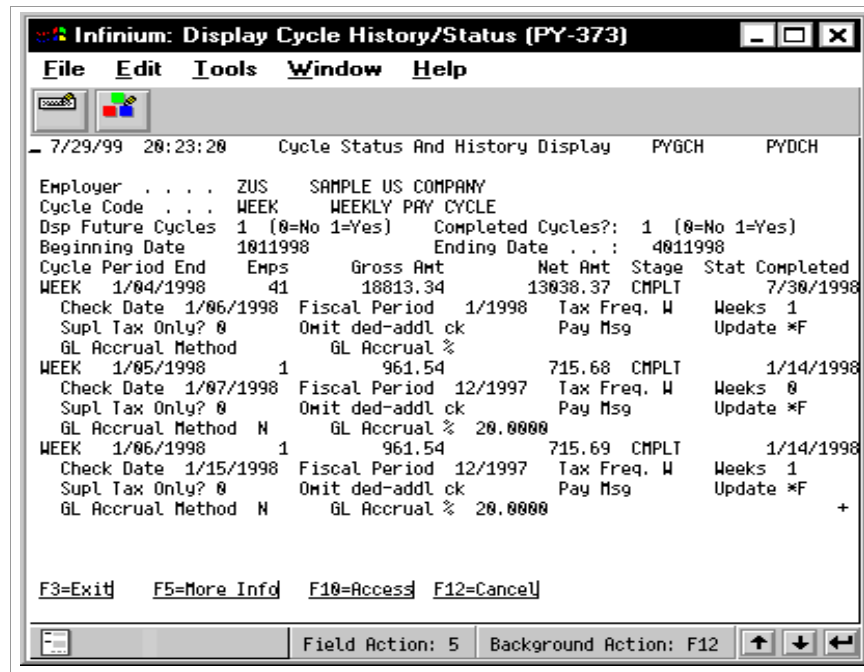 Infinium: Display Cycle History/Status (PY-373)
File Edit Tools Window Help
7/29/99 20:23:20 Cycle Status And History Display PYGCH PYDCH
Employer . . . . ZUS SAMPLE US COMPANY
Cycle Code . . . WEEK WEEKLY PAY CYCLE
Dsp Future Cycles 1 (0=No 1=Yes) Completed Cycles?: 1 (0=No 1=Yes)
Beginning Date 1011998 Ending Date . . : 4011998
Cycle Period End Emps Gross Amt Net Amt Stage Stat Completed
WEEK 1/04/1998 41 18813.34 13038.37 CMPLT 7/30/1998
Check Date 1/06/1998 Fiscal Period 1/1998 Tax Freq. W Weeks 1
Supl Tax Only? 0 Omit ded-addl ck Pay Msg Update *F
GL Accrual Method GL Accrual %
WEEK 1/05/1998 1 961.54 715.68 CMPLT 1/14/1998
Check Date 1/07/1998 Fiscal Period 12/1997 Tax Freq. W Weeks 0
Supl Tax Only? 0 Omit ded-addl ck Pay Msg Update *F
GL Accrual Method N GL Accrual % 20.0000
WEEK 1/06/1998 1 961.54 715.69 CMPLT 1/14/1998
Check Date 1/15/1998 Fiscal Period 12/1997 Tax Freq. W Weeks 1
Supl Tax Only? 0 Omit ded-addl ck Pay Msg Update *F
GL Accrual Method N GL Accrual % 20.0000 +
F3=Exit F5=More Info F10=Access F12=Cancel
Field Action: 5 Background Action: F12